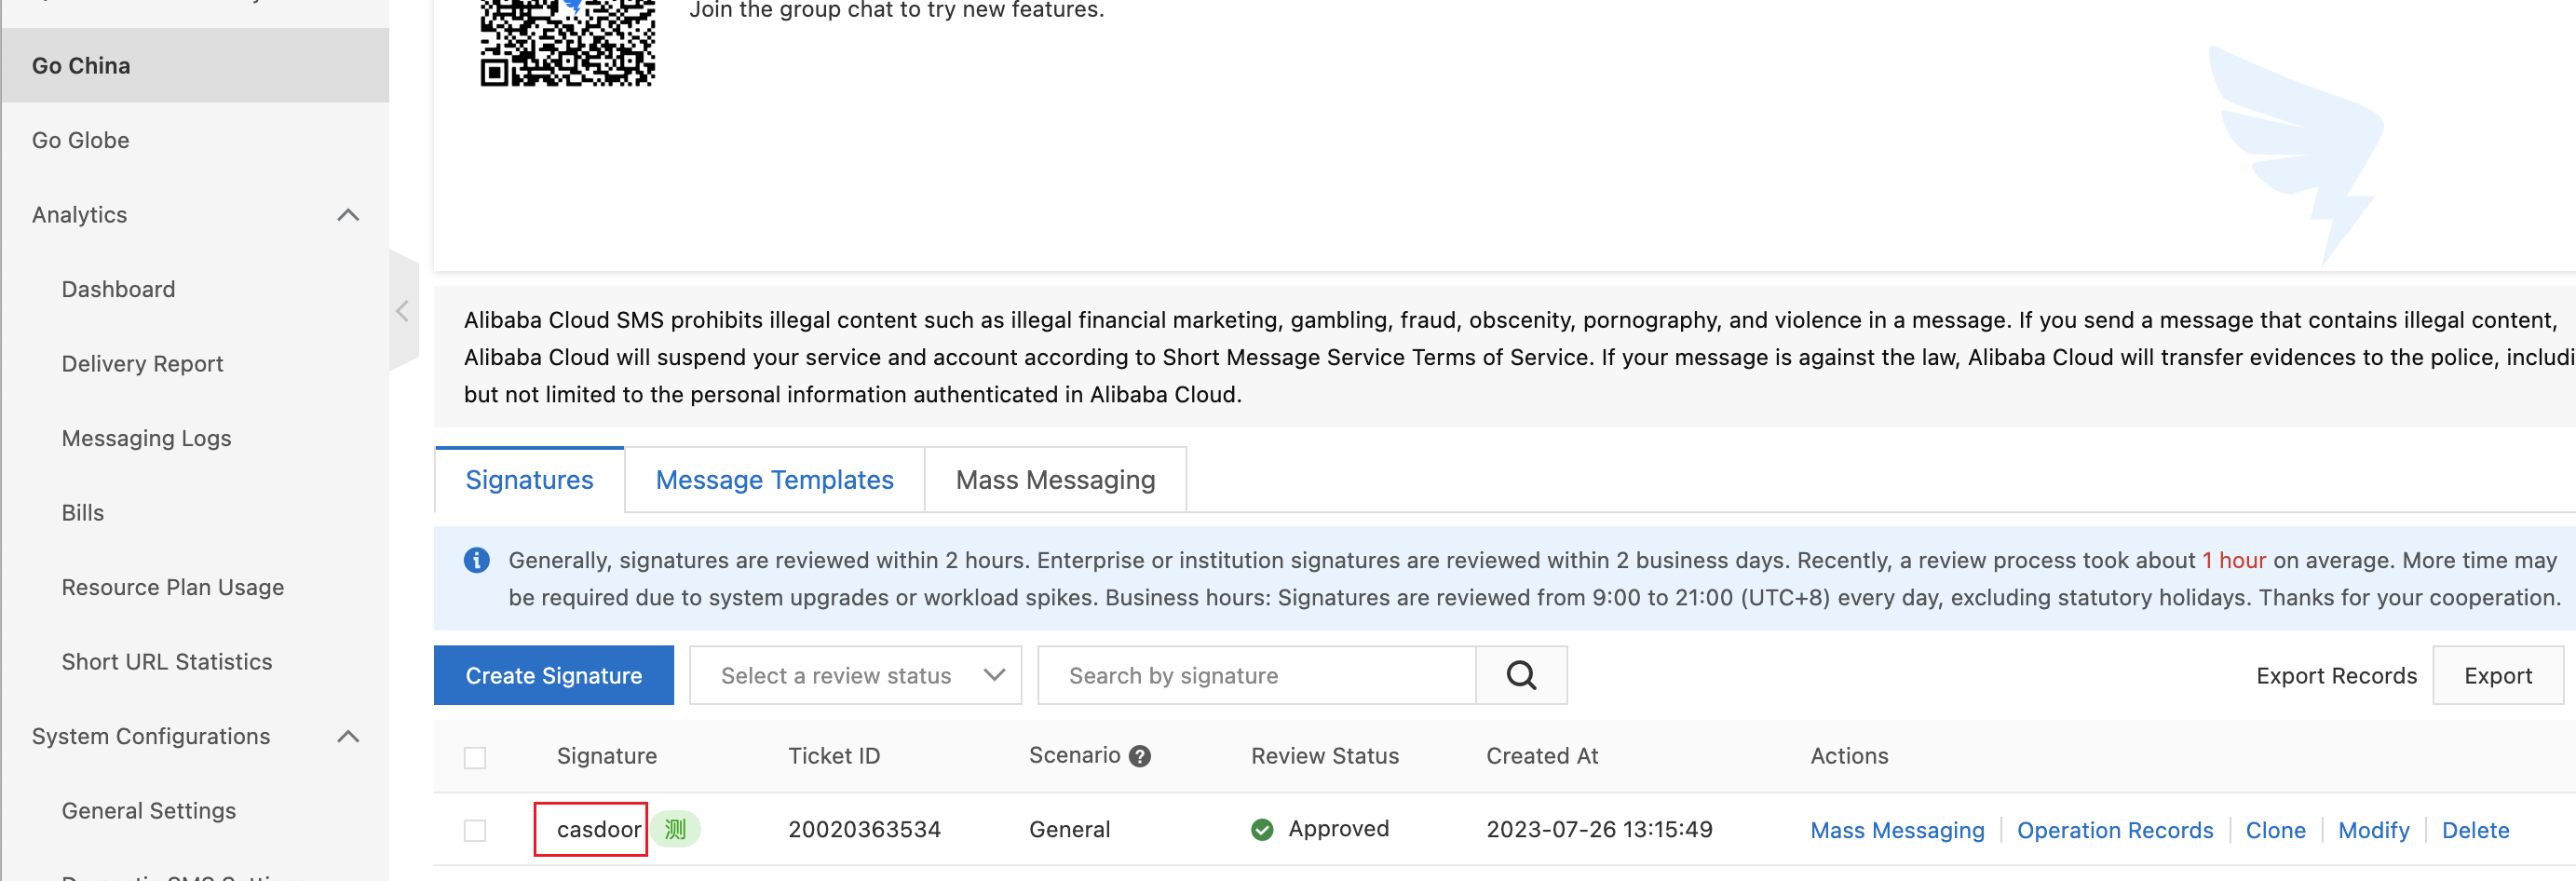 Join the group chat to try new features.
Go China
Go Globe
Analytics
Dashboard
Delivery Report
Messaging Logs
Bills
Resource Plan Usage
Short URL Statistics
System Configurations
General Settings
Alibaba Cloud SMS prohibits illegal content such as illegal financial marketing, gambling, fraud, obscenity, pornography, and violence in a message. If you send a message that contains illegal content,
Alibaba Cloud will suspend your service and account according to Short Message Service Terms of Service. If your message is against the law, Alibaba Cloud will transfer evidences to the police, includi
but not limited to the personal information authenticated in Alibaba Cloud.
Signatures Message Templates Mass Messaging
Generally, signatures are reviewed within 2 hours. Enterprise or institution signatures are reviewed within 2 business days. Recently, a review process took about 1 hour on average. More time may
be required due to system upgrades or workload spikes. Business hours: Signatures are reviewed from 9:00 to 21:00 (UTC+8) every day, excluding statutory holidays. Thanks for your cooperation.
Create Signature Select a review status Search by signature Export Records Export
Signature Ticket ID Scenario Review Status Created At Actions
casdoor 测 20020363534 General Approved 2023-07-26 13:15:49 Mass Messaging Operation Records Clone Modify Delete